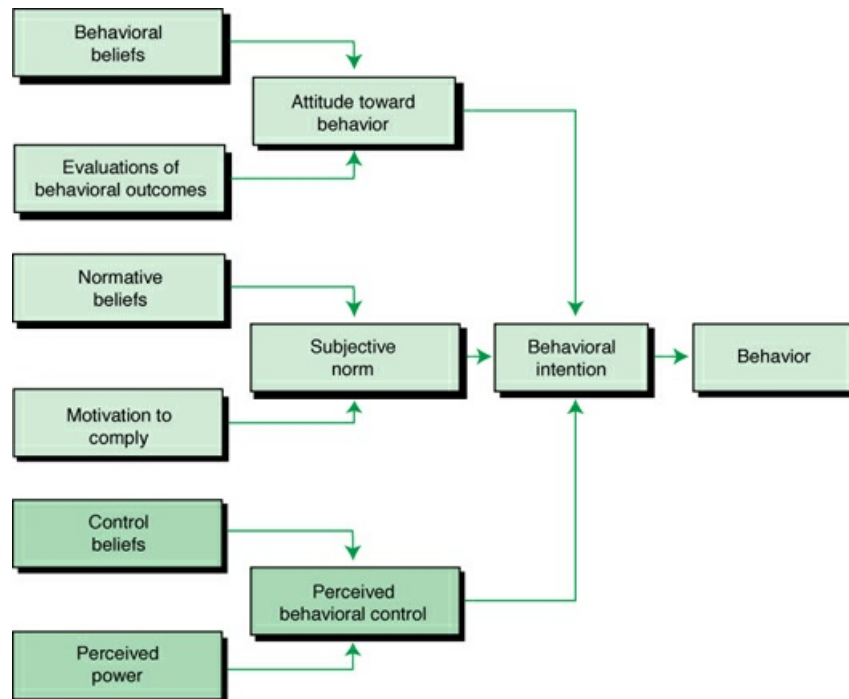 Behavioral
beliefs
Attitude toward
behavior
Evaluations of
behavioral outcomes
Normative
beliefs
Subjective
norm
Behavioral
intention
Behavior
Motivation to
comply
Control
beliefs
Perceived
behavioral control
Perceived
power